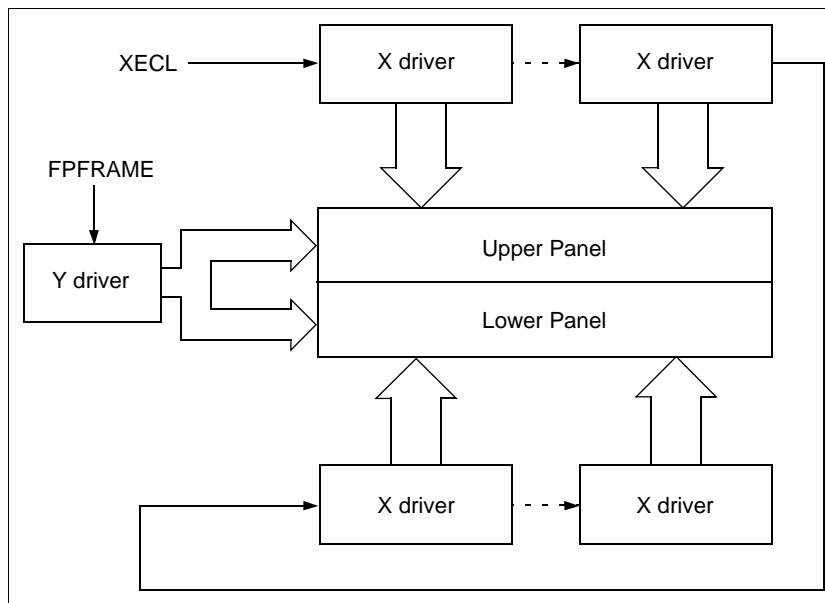 XECL
X driver
X driver
FPFRAME
Y driver
Upper Panel
Lower Panel
X driver
X driver